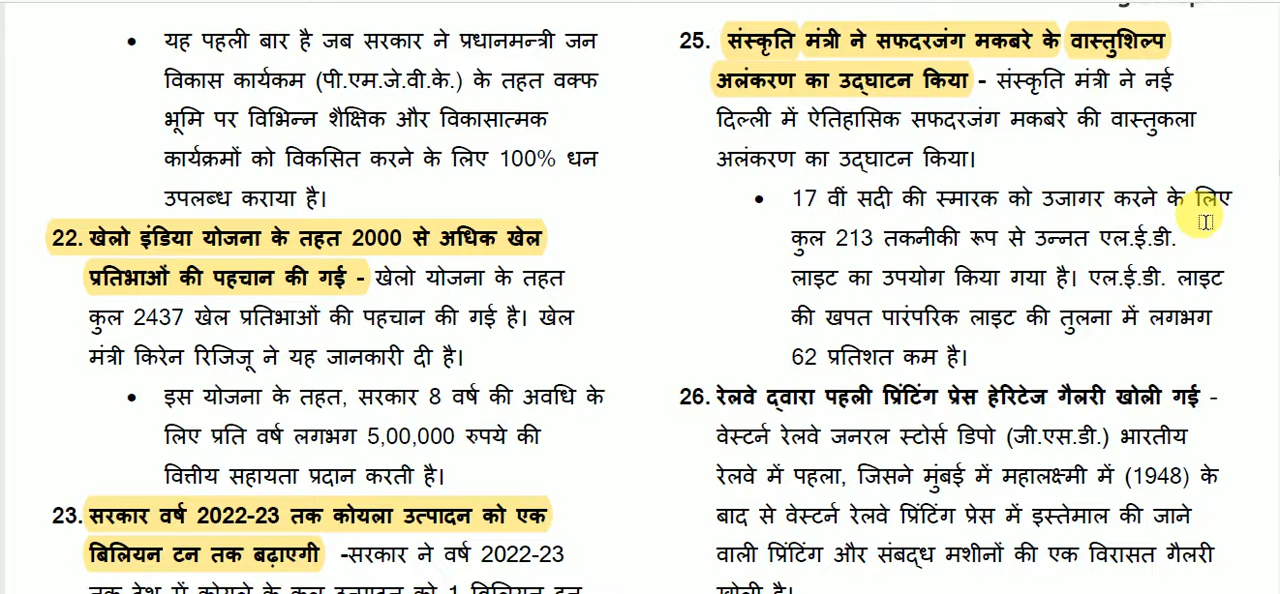 • यह पहली बार है जब सरकार ने प्रधानमन्त्री जन
विकास कार्यकम (पी.एम.जे.वी.के.) के तहत वक्फ
भूमि पर विभिन्न शैक्षिक और विकासात्मक
कार्यक्रमों को विकसित करने के लिए 100% धन
उपलब्ध कराया है।
22. खेलो इंडिया योजना के तहत 2000 से अधिक खेल
प्रतिभाओं की पहचान की गई - खेलो योजना के तहत
कुल 2437 खेल प्रतिभाओं की पहचान की गई है। खेल
मंत्री किरेन रिजिजू ने यह जानकारी दी है।
• इस योजना के तहत, सरकार 8 वर्ष की अवधि के
लिए प्रति वर्ष लगभग 5,00,000 रुपये की
वित्तीय सहायता प्रदान करती है।
23. सरकार वर्ष 2022-23 तक कोयला उत्पादन को एक
बिलियन टन तक बढ़ाएगी -सरकार ने वर्ष 2022-23
25. संस्कृति मंत्री ने सफदरजंग मकबरे के वास्तुशिल्प
अलंकरण का उद्घाटन किया - संस्कृति मंत्री ने नई
दिल्ली में ऐतिहासिक सफदरजंग मकबरे की वास्तुकला
अलंकरण का उद्घाटन किया।
• 17 वीं सदी की स्मारक को उजागर करने के लिए
कुल 213 तकनीकी रूप से उन्नत एल.ई.डी.
लाइट का उपयोग किया गया है। एल.ई.डी. लाइट
की खपत पारंपरिक लाइट की तुलना में लगभग
62 प्रतिशत कम है।
26. रेलवे द्वारा पहली प्रिंटिंग प्रेस हेरिटेज गैलरी खोली गई -
वेस्टर्न रेलवे जनरल स्टोर्स डिपो (जी.एस.डी.) भारतीय
रेलवे में पहला, जिसने मुंबई में महालक्ष्मी में (1948) के
बाद से वेस्टर्न रेलवे प्रिंटिंग प्रेस में इस्तेमाल की जाने
वाली प्रिंटिंग और संबद्ध मशीनों की एक विरासत गैलरी